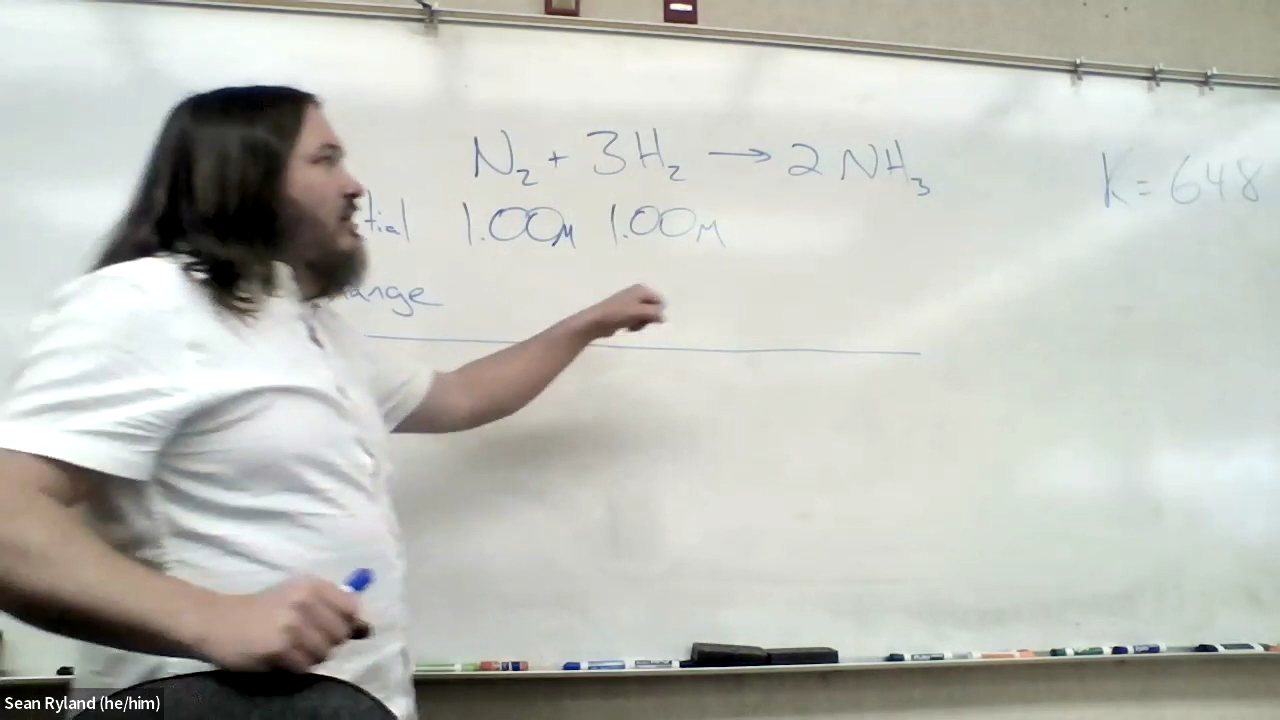 N₂ + 3H₂ → 2 NH₃
K = 648
tial 1.00M 1.00M
ange
Sean Ryland (he/him)